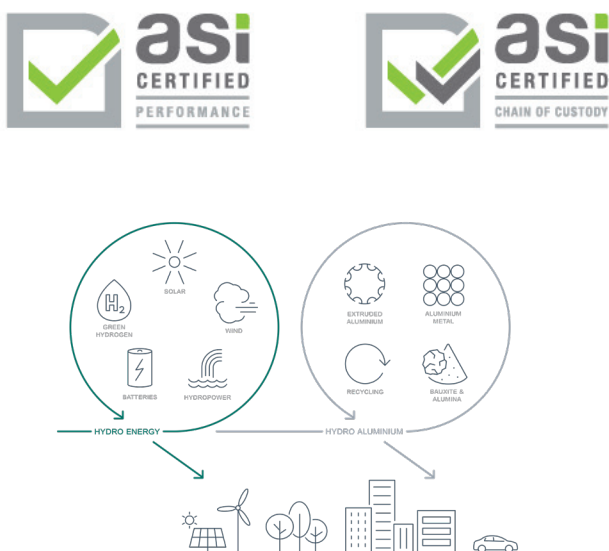 asi
CERTIFIED
PERFORMANCE
asi
CERTIFIED
CHAIN OF CUSTODY
SOLAR
H2
GREEN
HYDROGEN
WIND
BATTERIES
HYDROPOWER
EXTRUDED
ALUMINIUM
ALUMINIUM
METAL
RECYCLING
BAUXITE &
ALUMINA
HYDRO ENERGY
HYDRO ALUMINIUM